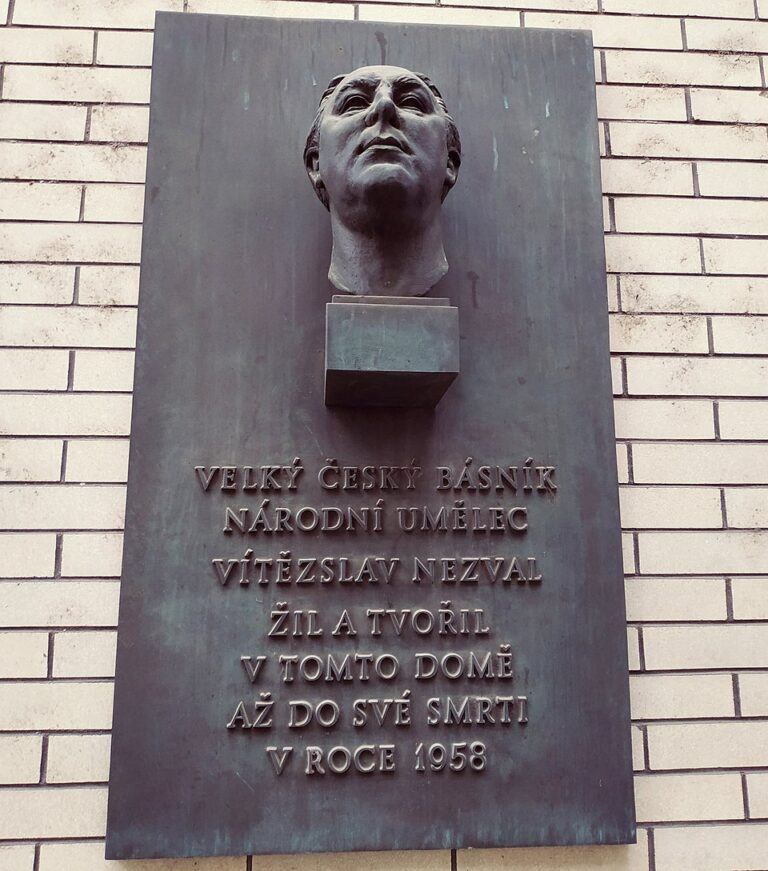 VELKÝ ČESKÝ BÁSNÍK
NÁRODNÍ UMĚLEC
VÍTĚZSLAV NEZVAL
ŽIL A TVOŘIL
V TOMTO DOMĚ
AŽ DO SVÉ SMRTI
V ROCE 1958